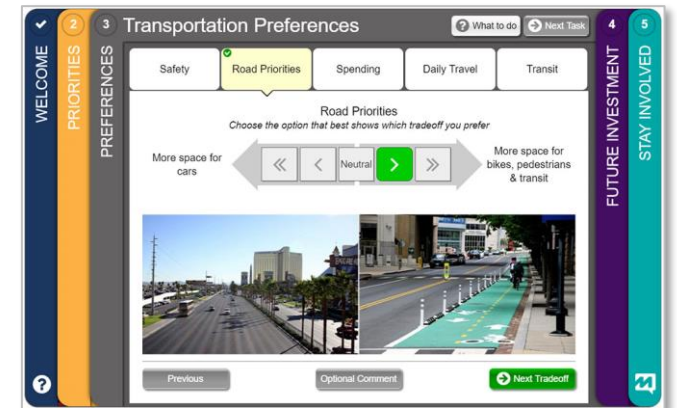 WELCOME
2
PRIORITIES
3
PREFERENCES
Transportation Preferences
? What to do
Next Task
Safety
Road Priorities
Spending
Daily Travel
Transit
Road Priorities
Choose the option that best shows which tradeoff you prefer
More space for
cars
«
<
Neutral
>
»
More space for
bikes, pedestrians
& transit
Previous
Optional Comment
Next Tradeoff
4
FUTURE INVESTMENT
5
STAY INVOLVED
?